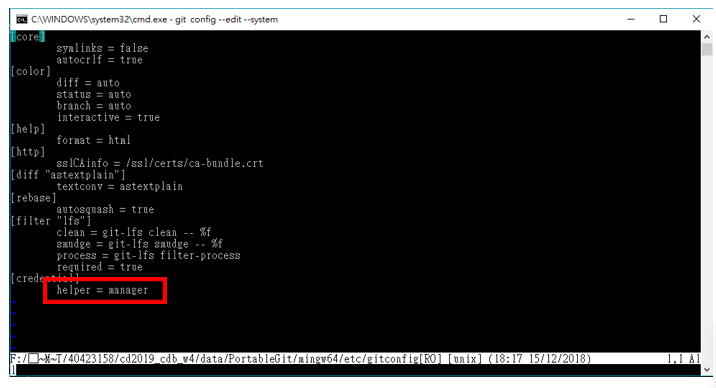 C:\WINDOWS\system32\cmd.exe - git config --edit --system
[core]
symlinks = false
autocrlf = true
[color]
diff = auto
status = auto
branch = auto
interactive = true
[help]
format = html
[http]
sslCAinfo = /ssl/certs/ca-bundle.crt
[diff "astextplain"]
textconv = astextplain
[rebase]
autosquash = true
[filter "lfs"]
clean = git-lfs clean -- %f
smudge = git-lfs smudge -- %f
process = git-lfs filter-process
required = true
[credential]
helper = manager
~
~
~
~
~
F:/□~M~T/40423158/cd2019_cdb_w4/data/PortableGit/mingw64/etc/gitconfig[RO] [unix] (18:17 15/12/2018) 1,1 Al
l